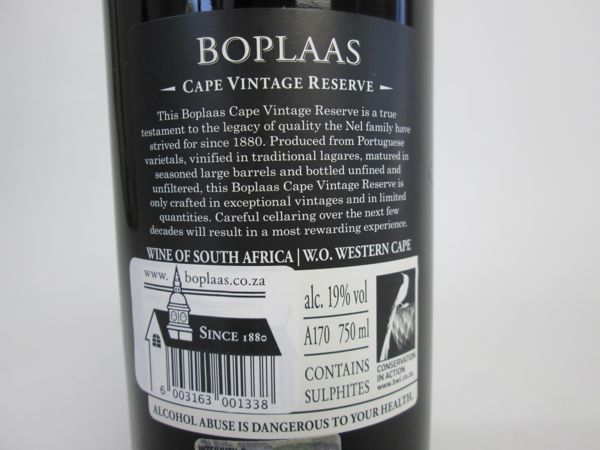 BOPLAAS
CAPE VINTAGE RESERVE
This Boplaas Cape Vintage Reserve is a true
testament to the legacy of quality the Nel family have
strived for since 1880. Produced from Portuguese
varietals, vinified in traditional lagares, matured in
seasoned large barrels and bottled unfined and
unfiltered, this Boplaas Cape Vintage Reserve is
only crafted in exceptional vintages and in limited
quantities. Careful cellaring over the next few
decades will result in a most rewarding experience.
WINE OF SOUTH AFRICA | W.O. WESTERN CAPE
www. boplaas.co.za
SINCE 1880
6 003163 001338
alc. 19% vol
A170 750 ml
CONTAINS
SULPHITES
CONSERVATION
IN ACTION
www.bwi.co.za
ALCOHOL ABUSE IS DANGEROUS TO YOUR HEALTH.